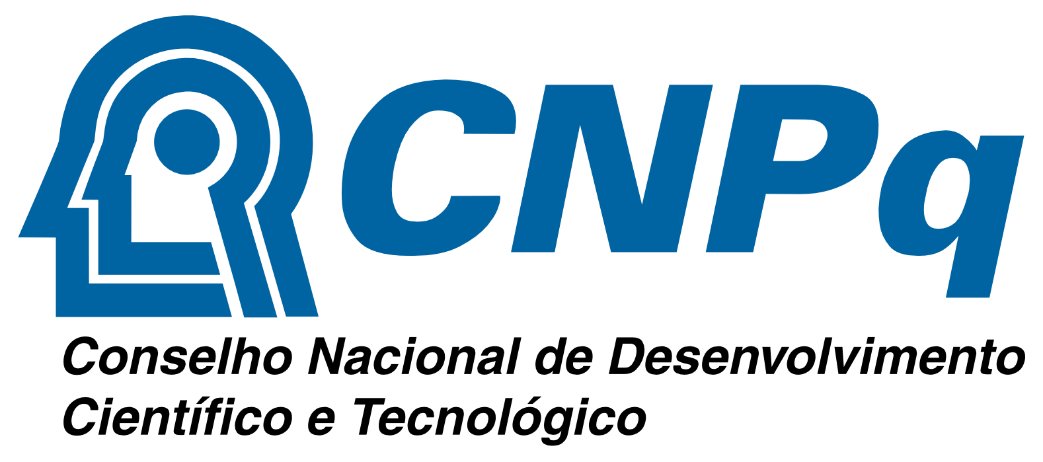 CNPq
Conselho Nacional de Desenvolvimento
Científico e Tecnológico